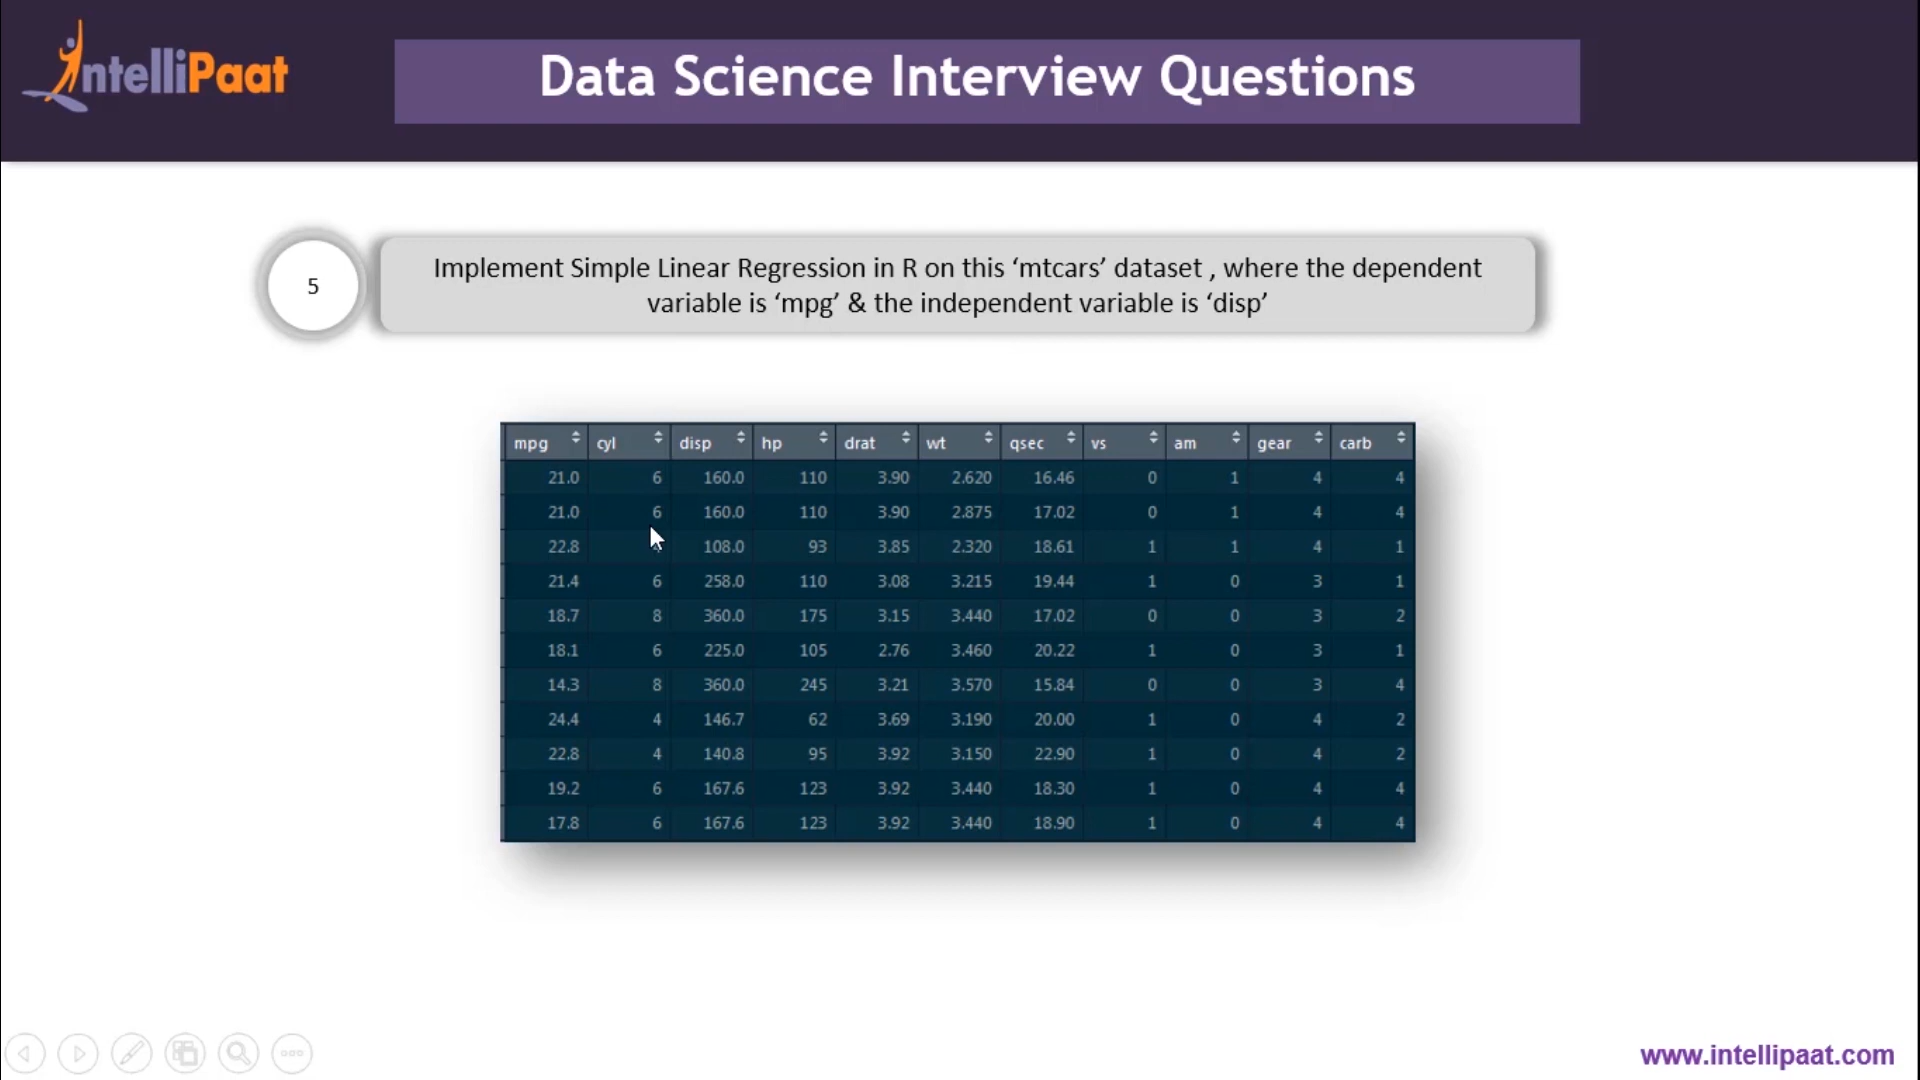 IntelliPaat
Data Science Interview Questions
5
Implement Simple Linear Regression in R on this ‘mtcars’ dataset , where the dependent
variable is ‘mpg’ & the independent variable is ‘disp’
mpg cyl disp hp drat wt qsec vs am gear carb
21.0 6 160.0 110 3.90 2.620 16.46 0 1 4 4
21.0 6 160.0 110 3.90 2.875 17.02 0 1 4 4
22.8 108.0 93 3.85 2.320 18.61 1 1 4 1
21.4 6 258.0 110 3.08 3.215 19.44 1 0 3 1
18.7 8 360.0 175 3.15 3.440 17.02 0 0 3 2
18.1 6 225.0 105 2.76 3.460 20.22 1 0 3 1
14.3 8 360.0 245 3.21 3.570 15.84 0 0 3 4
24.4 4 146.7 62 3.69 3.190 20.00 1 0 4 2
22.8 4 140.8 95 3.92 3.150 22.90 1 0 4 2
19.2 6 167.6 123 3.92 3.440 18.30 1 0 4 4
17.8 6 167.6 123 3.92 3.440 18.90 1 0 4 4
www.intellipaat.com